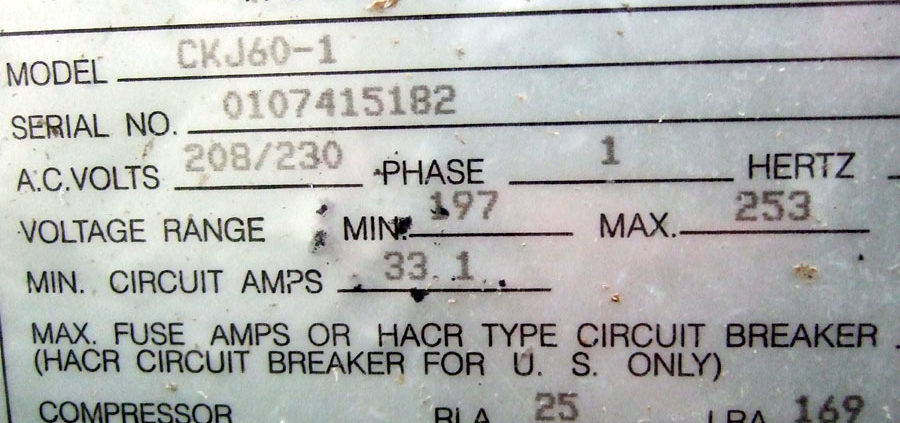 MODEL CKJ60-1
SERIAL NO. 0107415182
A.C.VOLTS 208/230 PHASE 1 HERTZ
VOLTAGE RANGE MIN. 197 MAX. 253
MIN. CIRCUIT AMPS 33.1
MAX. FUSE AMPS OR HACR TYPE CIRCUIT BREAKER
(HACR CIRCUIT BREAKER FOR U. S. ONLY)
COMPRESSOR RLA 25 LRA 169